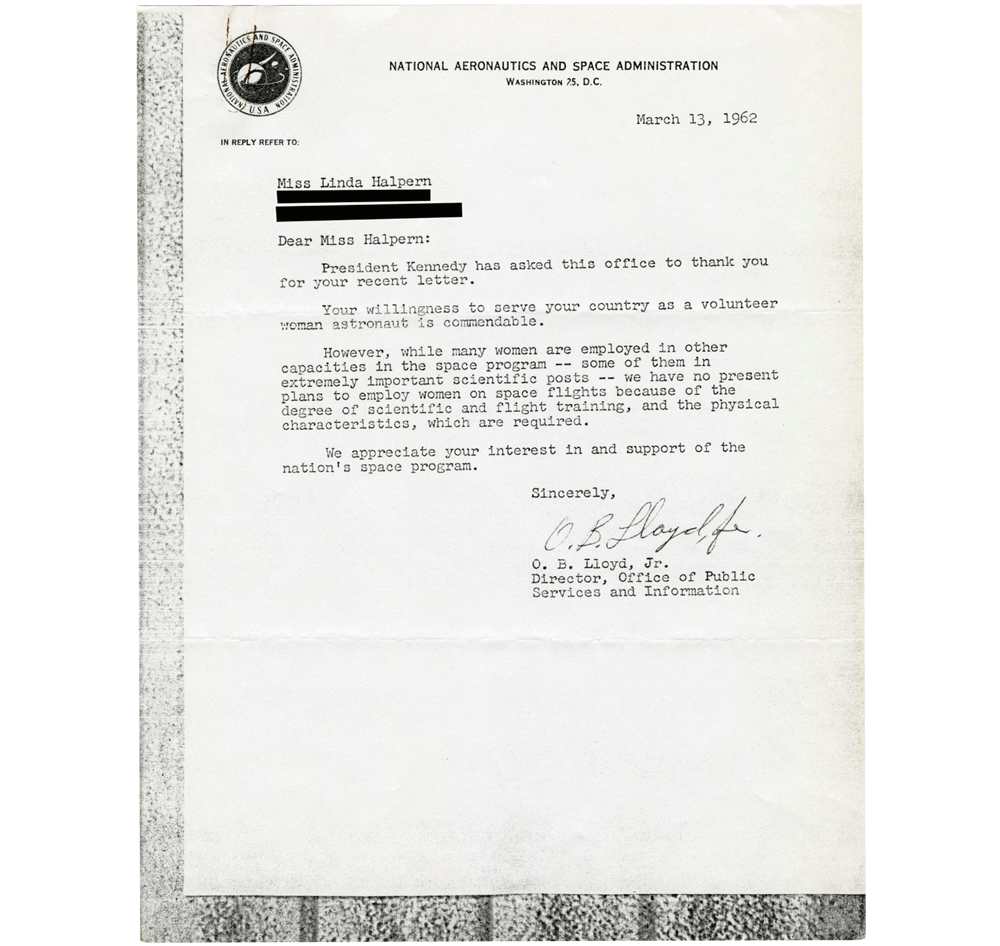 NATIONAL AERONAUTICS AND SPACE ADMINISTRATION
USA
NATIONAL AERONAUTICS AND SPACE ADMINISTRATION
WASHINGTON 25, D.C.
March 13, 1962
IN REPLY REFER TO:
Miss Linda Halpern
Dear Miss Halpern:
President Kennedy has asked this office to thank you
for your recent letter.
Your willingness to serve your country as a volunteer
woman astronaut is commendable.
However, while many women are employed in other
capacities in the space program -- some of them in
extremely important scientific posts -- we have no present
plans to employ women on space flights because of the
degree of scientific and flight training, and the physical
characteristics, which are required.
We appreciate your interest in and support of the
nation's space program.
Sincerely,
O. B. Lloyd, Jr.
O. B. Lloyd, Jr.
Director, Office of Public
Services and Information